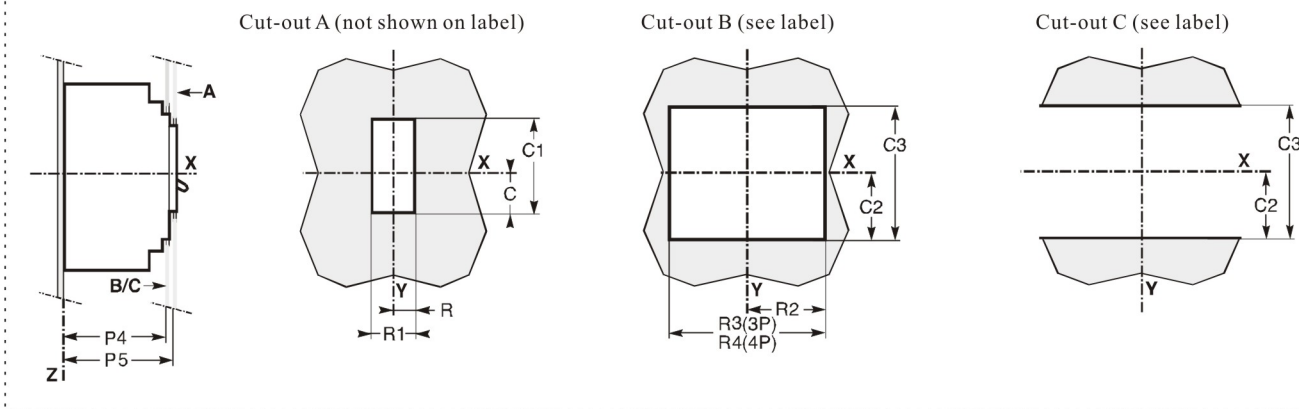 Cut-out A (not shown on label)
Cut-out B (see label)
Cut-out C (see label)
A
X
B/C
P4
P5
Z
X
C1
C
Y
R
R1
X
C3
C2
Y
R2
R3(3P)
R4(4P)
X
C3
C2
Y